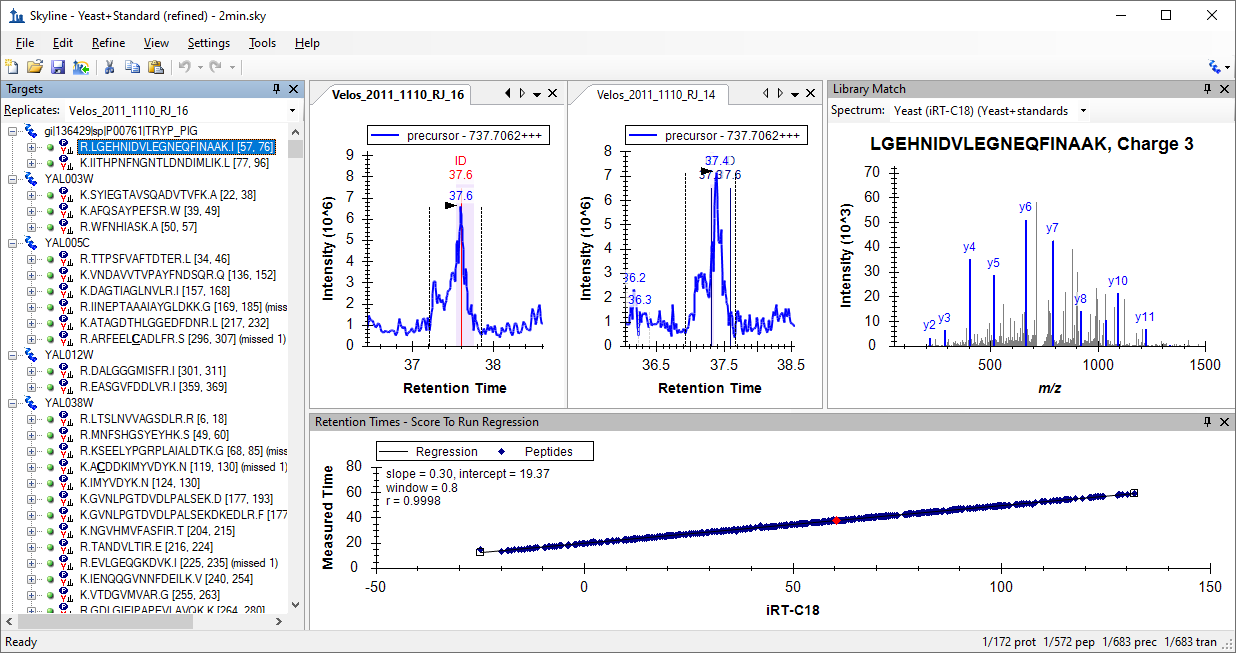 Skyline - Yeast+Standard (refined) - 2min.sky
File Edit Refine View Settings Tools Help
Targets
Replicates: Velos_2011_1110_RJ_16
gi|136429|sp|P00761|TRYP_PIG
R.LGEHNIDVLEGNEQFINAAK.I [57, 76]
K.IITHPNFNGNTLDNDIMLIK.L [77, 96]
YAL003W
K.SYIEGTAVSQADVTVFK.A [22, 38]
K.AFQSAYPEFSR.W [39, 49]
R.WFNHIASK.A [50, 57]
YAL005C
R.TTPSFVAFTDTER.L [34, 46]
K.VNDAVVTVPAYFNDSQR.Q [136, 152]
K.DAGTIAGLNVLR.I [157, 168]
R.IINEPTAAAIAYGLDKK.G [169, 185] (miss
K.ATAGDTHLGGEDFDNR.L [217, 232]
R.ARFEELCADLFR.S [296, 307] (missed 1)
YAL012W
R.DALGGGMISFR.I [301, 311]
R.EASGVFDDLVR.I [359, 369]
YAL038W
R.LTSLNVVAGSDLR.R [6, 18]
R.MNFSHGSYEYHK.S [49, 60]
R.KSEELYPGRPLAIALDTK.G [68, 85] (miss
K.ACDDKIMYVDYK.N [119, 130] (missed 1)
K.IMYVDYK.N [124, 130]
K.GVNLPGTDVDLPALSEK.D [177, 193]
K.GVNLPGTDVDLPALSEKDKEDLR.F [177
K.NGVHMVFASFIR.T [204, 215]
R.TANDVLTIR.E [216, 224]
R.EVLGEQGKDVK.I [225, 235] (missed 1)
K.IENQQGVNNFDEILK.V [240, 254]
K.VTDGVMVAR.G [255, 263]
R.GDLGIEIPAPEVLAVQK.K [264, 280]
Velos_2011_1110_RJ_16
precursor - 737.7062+++
ID
37.6
37.6
9
8
7
6
5
4
3
2
1
0
Intensity (10^6)
37 38
Retention Time
Velos_2011_1110_RJ_14
precursor - 737.7062+++
37.4
37.6
36.2
36.3
8
7
6
5
4
3
2
1
0
Intensity (10^6)
36.5 37.5 38.5
Retention Time
Library Match
Spectrum: Yeast (iRT-C18) (Yeast+standards
LGEHNIDVLEGNEQFINAAK, Charge 3
70
60
50
40
30
20
10
0
Intensity (10^3)
y2 y3 y4 y5 y6 y7 y8 y10 y11
500 1000 1500
m/z
Retention Times - Score To Run Regression
Regression Peptides
slope = 0.30, intercept = 19.37
window = 0.8
r = 0.9998
80
60
40
20
0
Measured Time
-50 0 50 100 150
iRT-C18
Ready
1/172 prot 1/572 pep 1/683 prec 1/683 tran